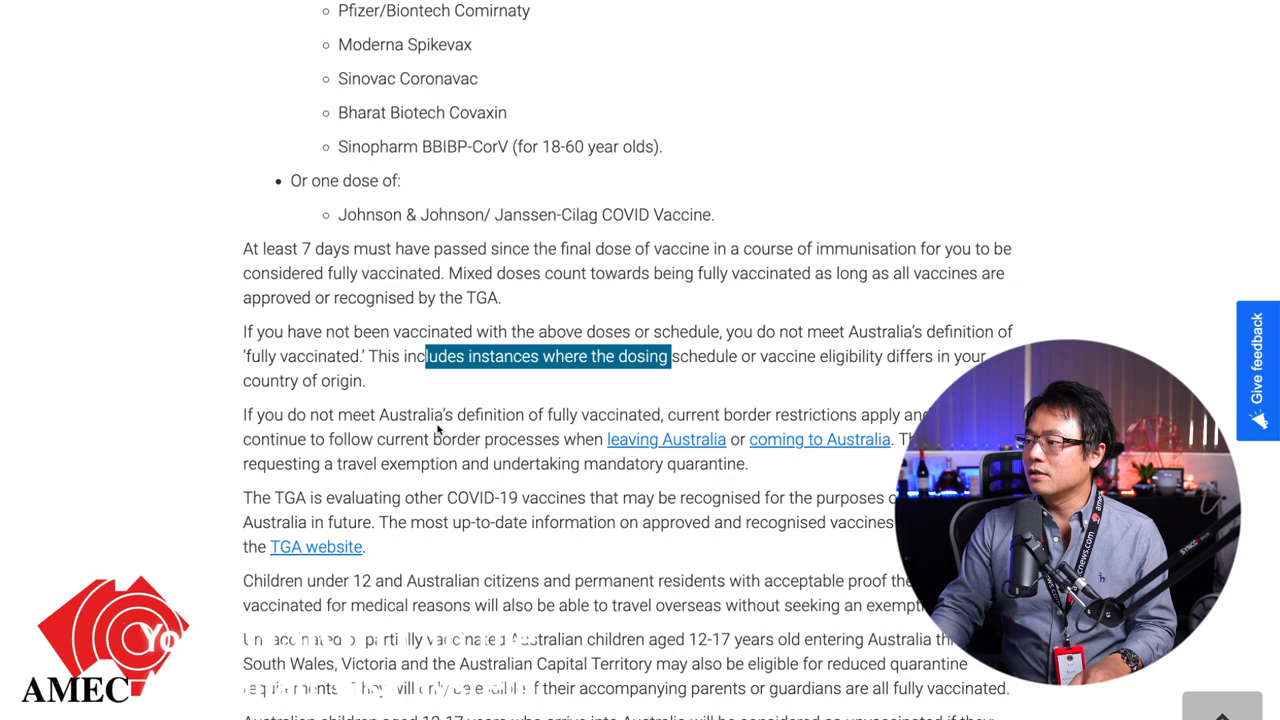 Pfizer/Biontech Comirnaty
Moderna Spikevax
Sinovac Coronavac
Bharat Biotech Covaxin
Sinopharm BBIBP-CorV (for 18-60 year olds).
Or one dose of:
Johnson & Johnson/ Janssen-Cilag COVID Vaccine.
At least 7 days must have passed since the final dose of vaccine in a course of immunisation for you to be
considered fully vaccinated. Mixed doses count towards being fully vaccinated as long as all vaccines are
approved or recognised by the TGA.
If you have not been vaccinated with the above doses or schedule, you do not meet Australia's definition of
'fully vaccinated.' This includes instances where the dosing schedule or vaccine eligibility differs in your
country of origin.
If you do not meet Australia's definition of fully vaccinated, current border restrictions apply
continue to follow current border processes when leaving Australia or coming to Australia.
requesting a travel exemption and undertaking mandatory quarantine.
The TGA is evaluating other COVID-19 vaccines that may be recognised for the purposes
Australia in future. The most up-to-date information on approved and recognised vaccines
the TGA website.
Children under 12 and Australian citizens and permanent residents with acceptable proof
vaccinated for medical reasons will also be able to travel overseas without seeking an
or partially vaccinated Australian children aged 12-17 years old entering Australia
South Wales, Victoria and the Australian Capital Territory may also be eligible for reduced quarantine
if their accompanying parents or guardians are all fully vaccinated.
Give feedback
AMEC
SYNCO